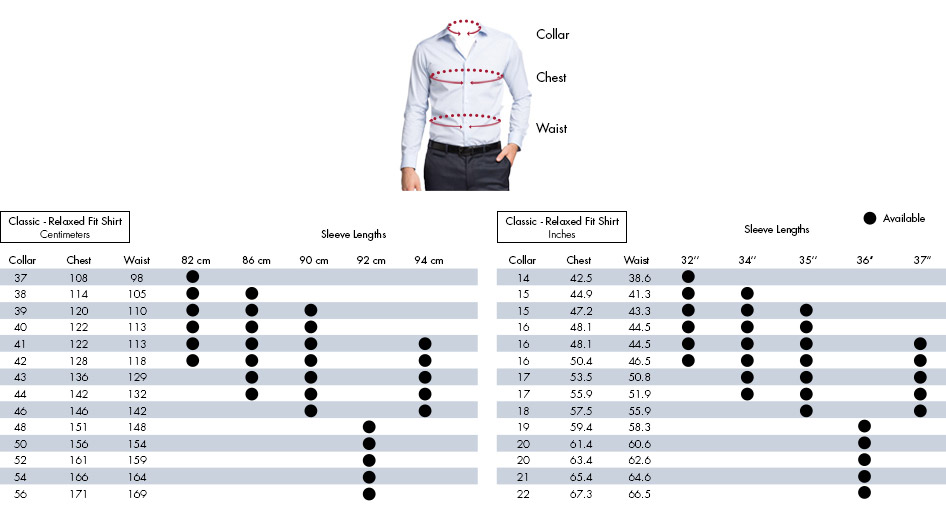 Collar
Chest
Waist
Classic - Relaxed Fit Shirt
Centimeters
Sleeve Lengths
Collar Chest Waist 82 cm 86 cm 90 cm 92 cm 94 cm
37 108 98
38 114 105
39 120 110
40 122 113
41 122 113
42 128 118
43 136 129
44 142 132
46 146 142
48 151 148
50 156 154
52 161 159
54 166 164
56 171 169
Classic - Relaxed Fit Shirt
Inches
Available
Sleeve Lengths
Collar Chest Waist 32’’ 34’’ 35’’ 36’’ 37’’
14 42.5 38.6
15 44.9 41.3
15 47.2 43.3
16 48.1 44.5
16 48.1 44.5
16 50.4 46.5
17 53.5 50.8
17 55.9 51.9
18 57.5 55.9
19 59.4 58.3
20 61.4 60.6
20 63.4 62.6
21 65.4 64.6
22 67.3 66.5